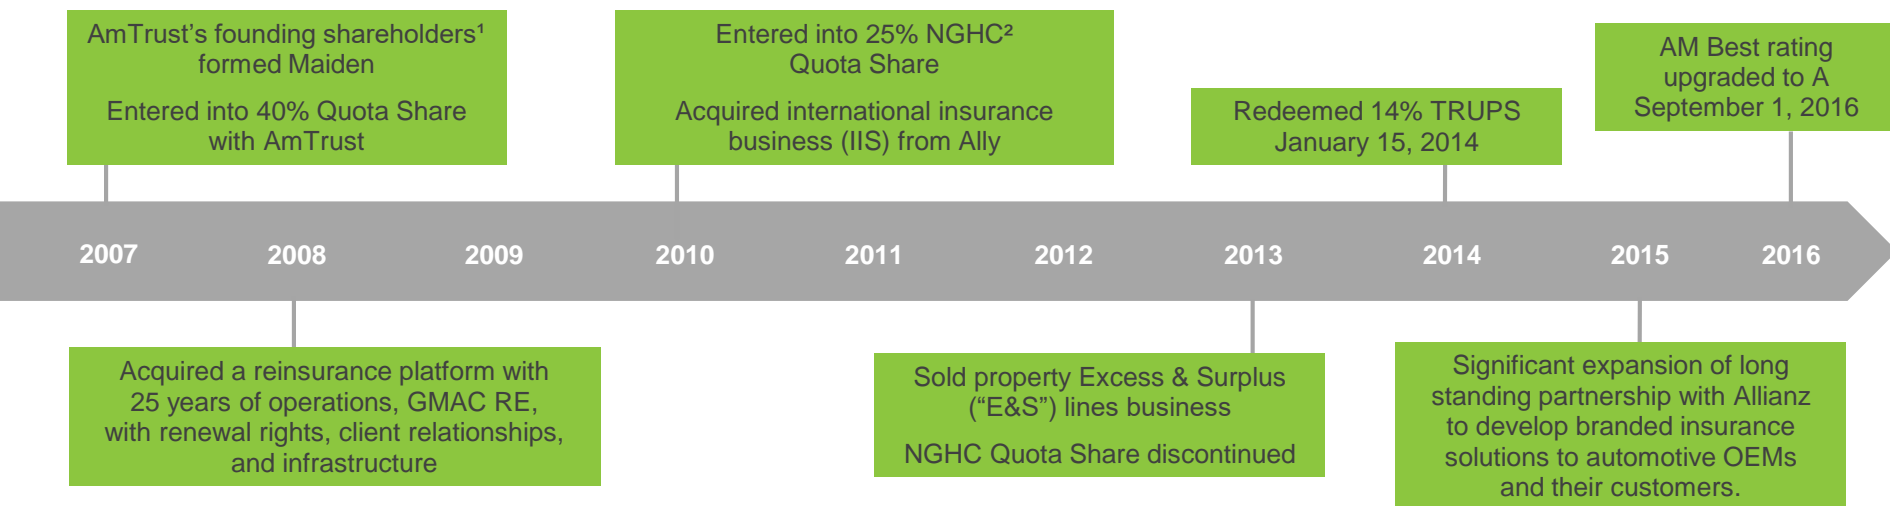 AmTrust’s founding shareholders¹
formed Maiden
Entered into 40% Quota Share
with AmTrust
Entered into 25% NGHC²
Quota Share
Acquired international insurance
business (IIS) from Ally
Redeemed 14% TRUPS
January 15, 2014
AM Best rating
upgraded to A
September 1, 2016
2007 2008 2009 2010 2011 2012 2013 2014 2015 2016
Acquired a reinsurance platform with
25 years of operations, GMAC RE,
with renewal rights, client relationships,
and infrastructure
Sold property Excess & Surplus
(“E&S”) lines business
NGHC Quota Share discontinued
Significant expansion of long
standing partnership with Allianz
to develop branded insurance
solutions to automotive OEMs
and their customers.